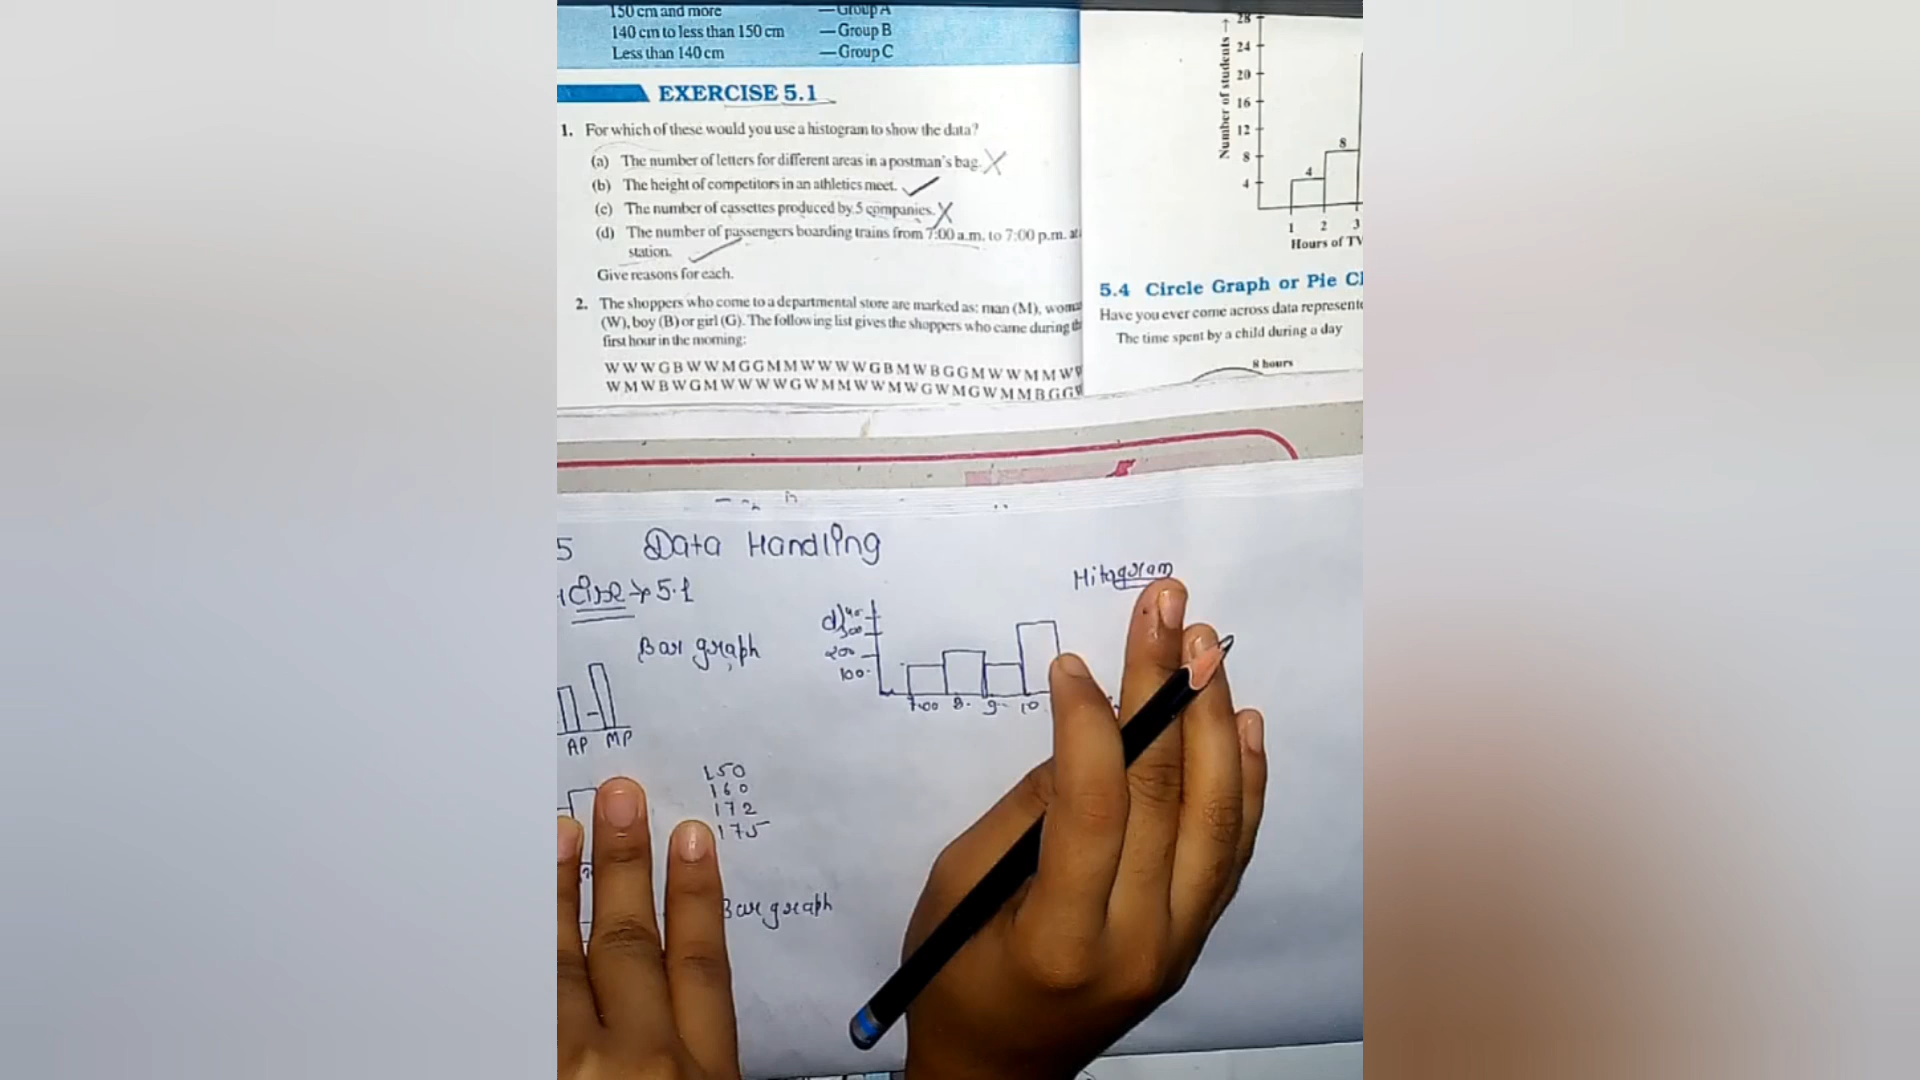 150 cm and more —Group A
140 cm to less than 150 cm —Group B
Less than 140 cm —Group C
EXERCISE 5.1
1. For which of these would you use a histogram to show the data?
(a) The number of letters for different areas in a postman's bag.
(b) The height of competitors in an athletics meet.
(c) The number of cassettes produced by 5 companies.
(d) The number of passengers boarding trains from 7:00 a.m. to 7:00 p.m. at
station.
Give reasons for each.
2. The shoppers who come to a departmental store are marked as: man (M),
(W), boy (B) or girl (G). The following list gives the shoppers who came during
first hour in the morning:
W W W G B W W M G G M M W W W W G B M W B G G M W W M M W
W M W B W G M W W W W G W M M W W M W G W M G W M M B G G
Number of students →
28
24
20
16
12
8
4
4
8
1 2 3
Hours of TV
5.4 Circle Graph or Pie
Have you ever come across data
The time spent by a child during a day
8 hours
5 Data Handling
5.1
Bar graph
AP MP
150
160
172
175
Bar graph
Hitogram
d)
300
200
100
7:00 8 9 10